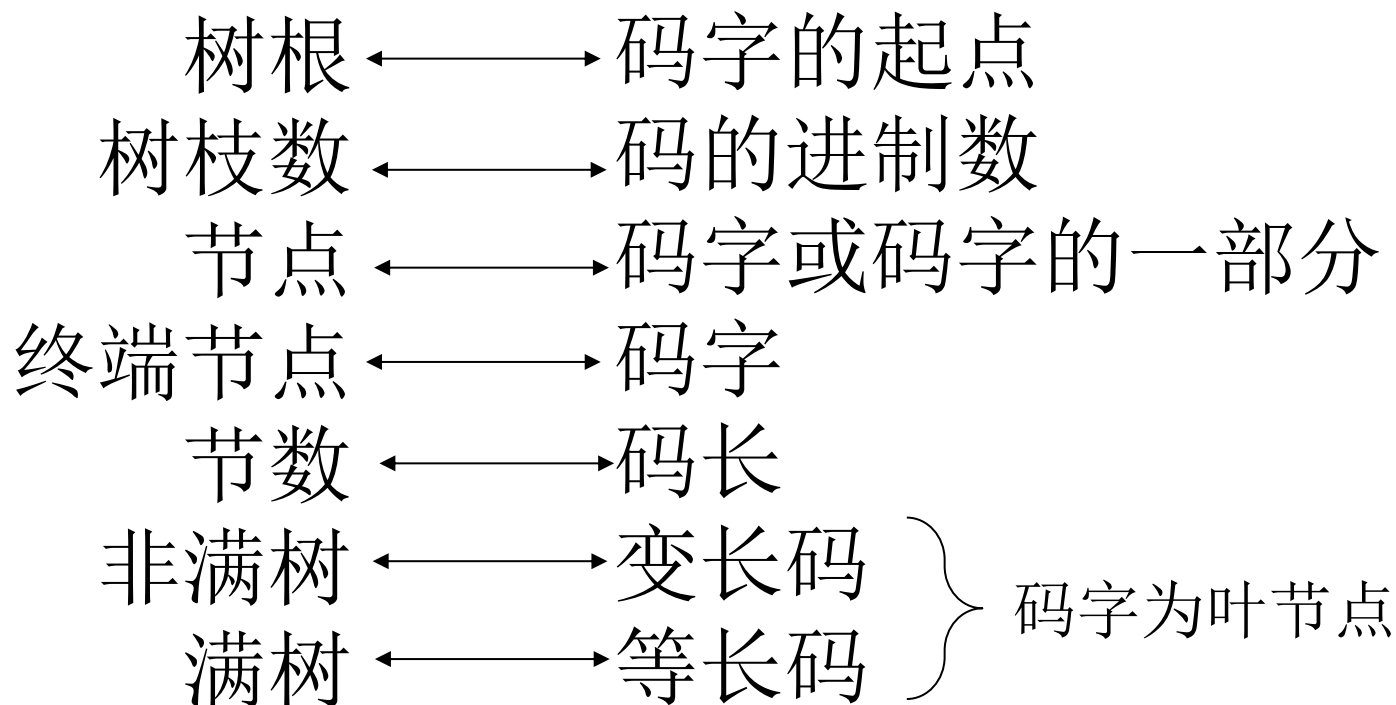 树根 码字的起点
树枝数 码的进制数
节点 码字或码字的一部分
终端节点 码字
节数 码长
非满树 变长码
码字为叶节点
满树 等长码